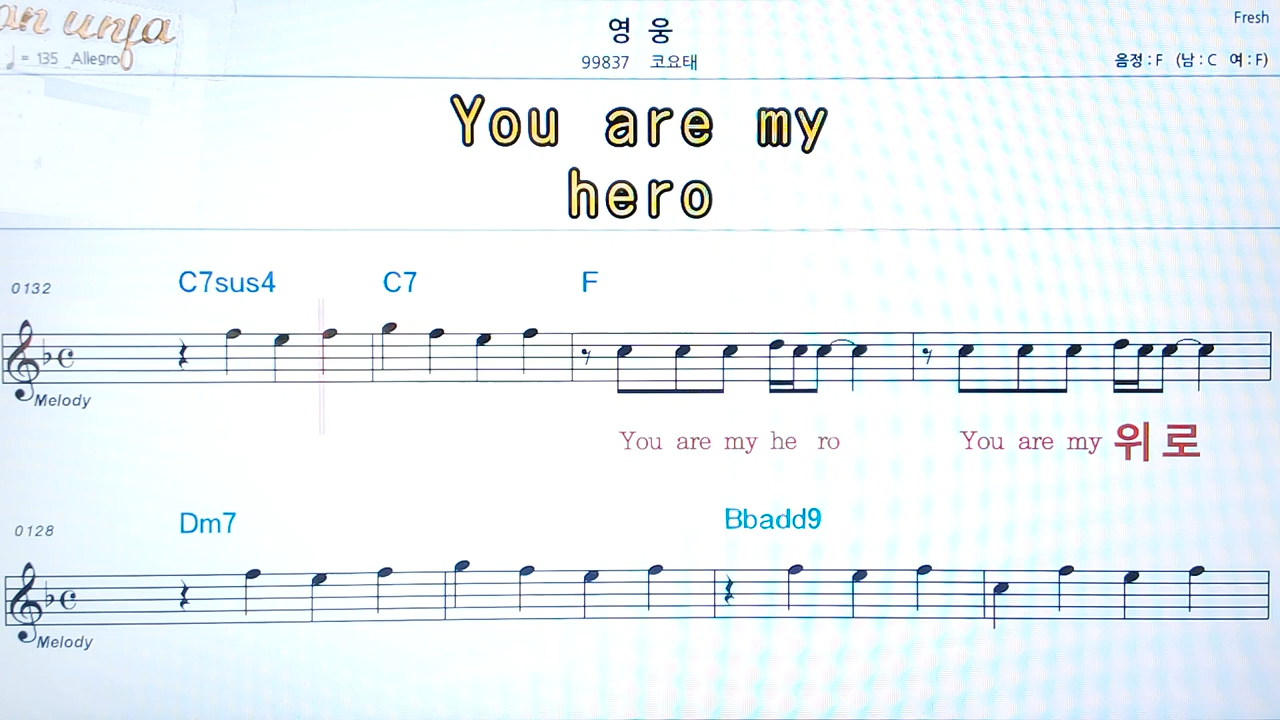 영 웅
Fresh
♩ = 135 Allegro
99837 코요태
음정 : F (남 : C 여 : F)
You are my
hero
0132
C7sus4 C7 F
Melody
You are my he ro You are my 위로
0128
Dm7 Bbadd9
Melody